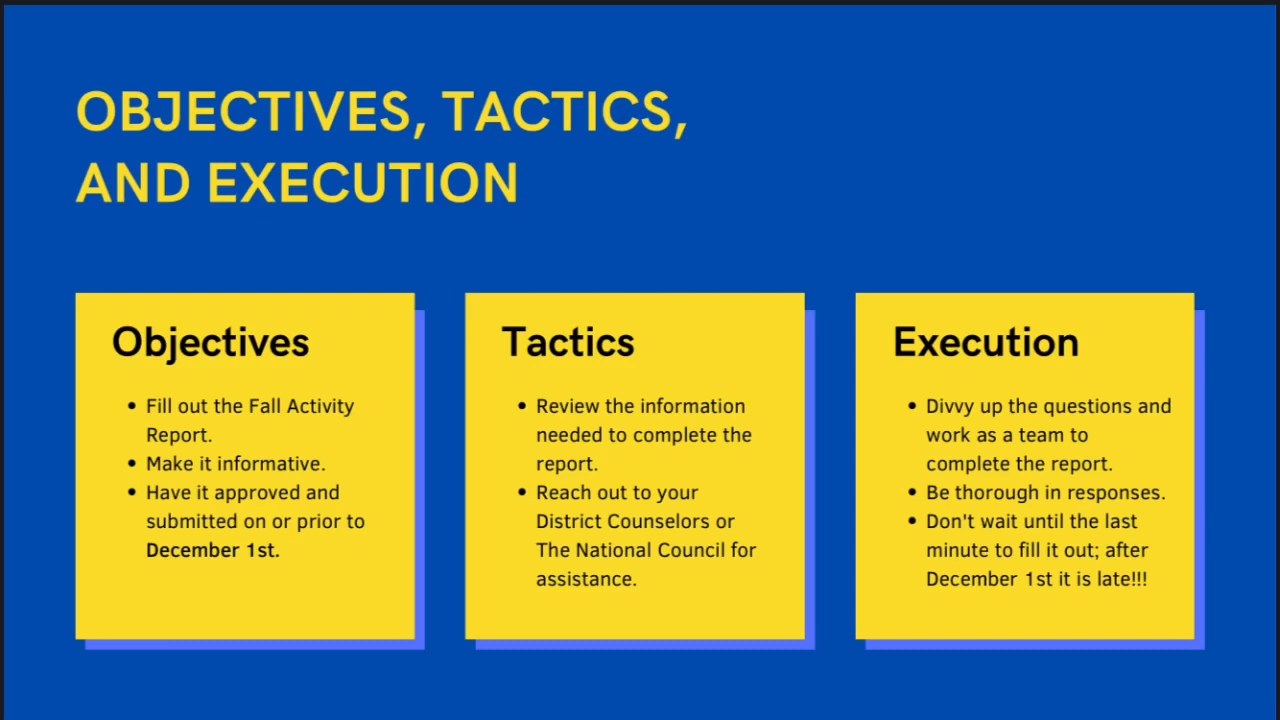 OBJECTIVES, TACTICS,
AND EXECUTION
Objectives
• Fill out the Fall Activity
Report.
• Make it informative.
• Have it approved and
submitted on or prior to
December 1st.
Tactics
• Review the information
needed to complete the
report.
• Reach out to your
District Counselors or
The National Council for
assistance.
Execution
• Divvy up the questions and
work as a team to
complete the report.
• Be thorough in responses.
• Don't wait until the last
minute to fill it out; after
December 1st it is late!!!